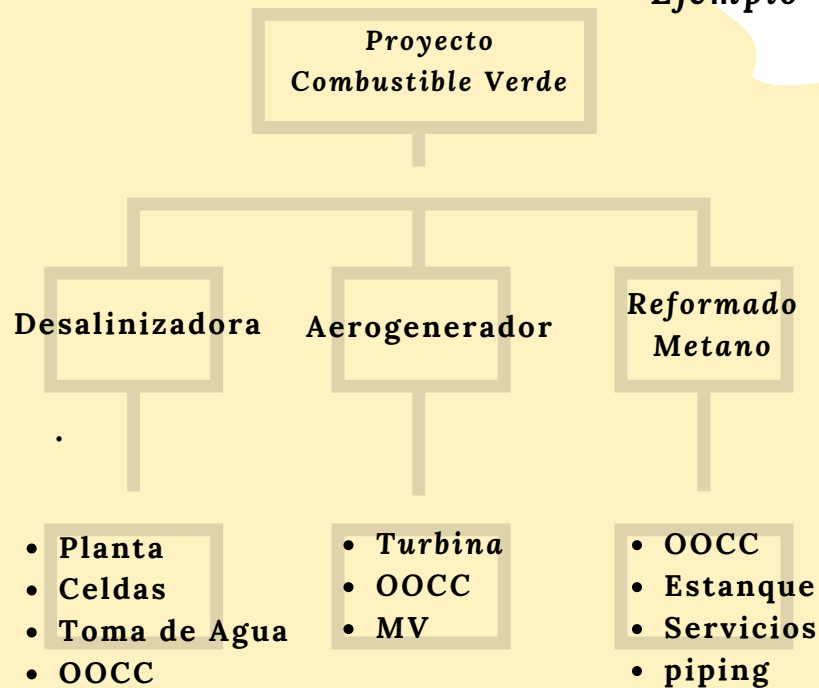 Ejemplo
Proyecto
Combustible Verde
Desalinizadora
Aerogenerador
Reformado
Metano
.
• Planta
• Celdas
• Toma de Agua
• OOCC
• Turbina
• OOCC
• MV
• OOCC
• Estanque
• Servicios
• piping